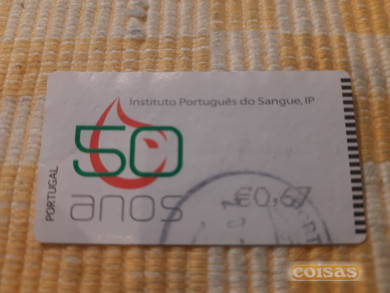 Instituto Português do Sangue, IP
50
anos
PORTUGAL
€0,67
coisas